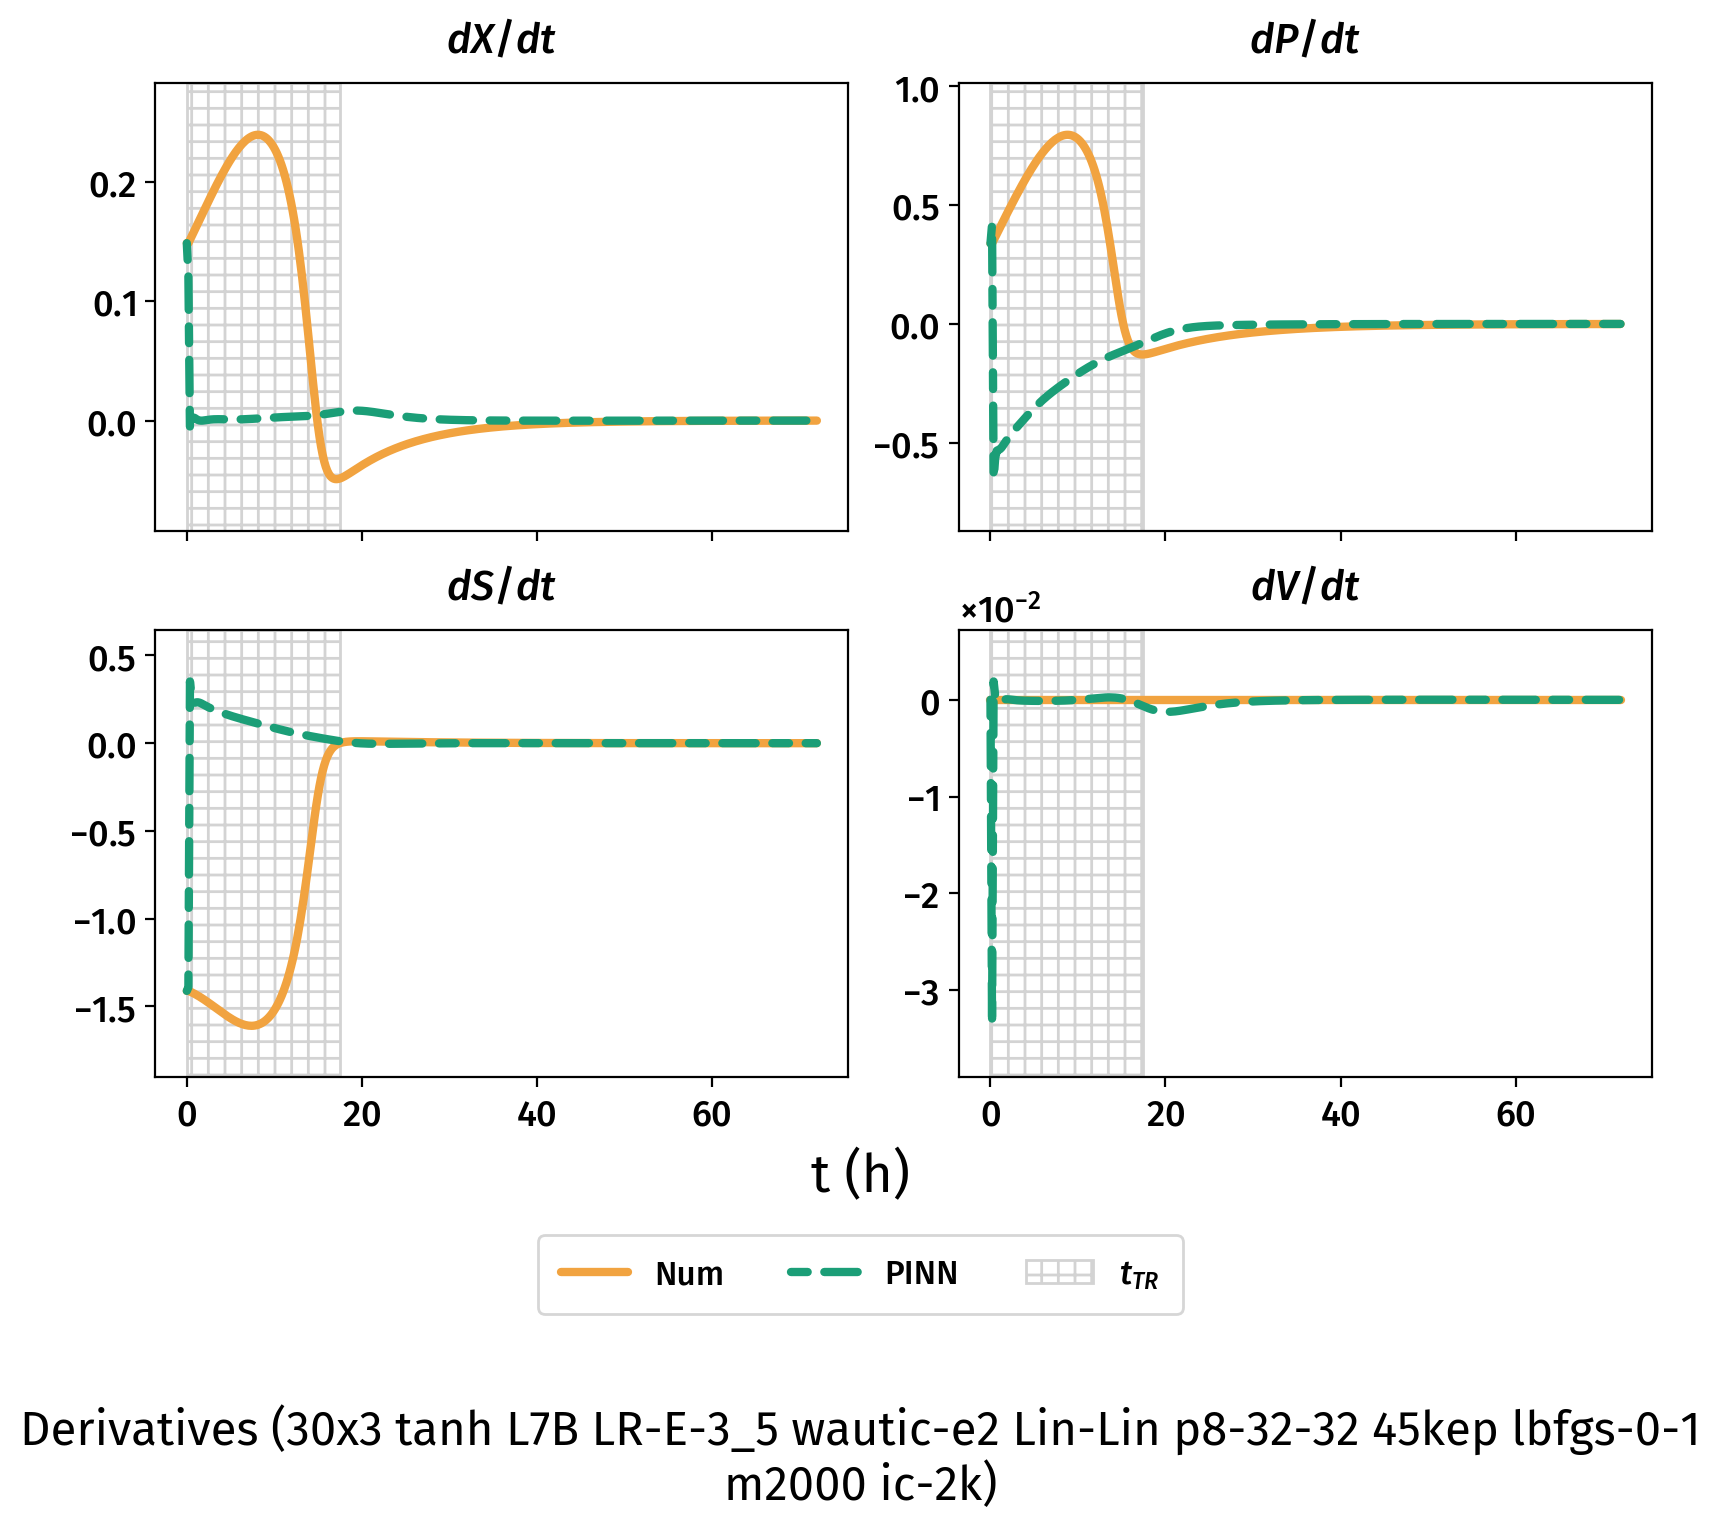 dX/dt
dP/dt
0.2
0.1
0.0
1.0
0.5
0.0
−0.5
dS/dt
dV/dt
×10⁻²
0.5
0.0
−0.5
−1.0
−1.5
0
−1
−2
−3
0 20 40 60
0 20 40 60
t (h)
Num PINN t_TR
Derivatives (30x3 tanh L7B LR-E-3_5 wautic-e2 Lin-Lin p8-32-32 45kep lbfgs-0-1
m2000 ic-2k)